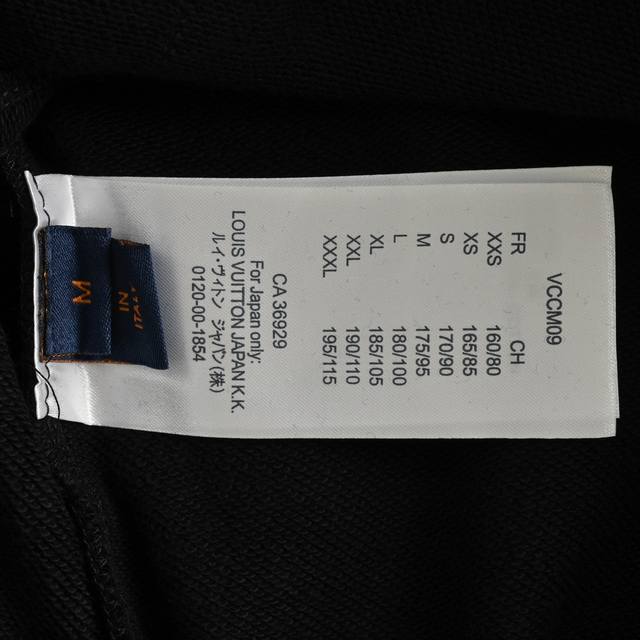 VCCM09
FR CH
XXS 160/80
XS 165/85
S 170/90
M 175/95
L 180/100
XL 185/105
XXL 190/110
XXXL 195/115
CA 36929
For Japan only:
LOUIS VUITTON JAPAN K.K.
ルイ・ヴィトン ジャパン(株)
0120-00-1854
IN
ITALY
M